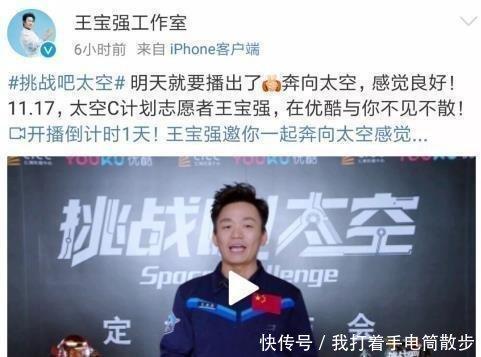 王宝强工作室
6小时前 来自 iPhone客户端
#挑战吧太空# 明天就要播出了 奔向太空，感觉良好！
11.17，太空C计划志愿者王宝强，在优酷与你不见不散！
开播倒计时1天！王宝强邀你一起奔向太空感觉...
YOUKU 优酷
挑战吧太空
Space Challenge
定
会
快传号 / 我打着手电筒散步